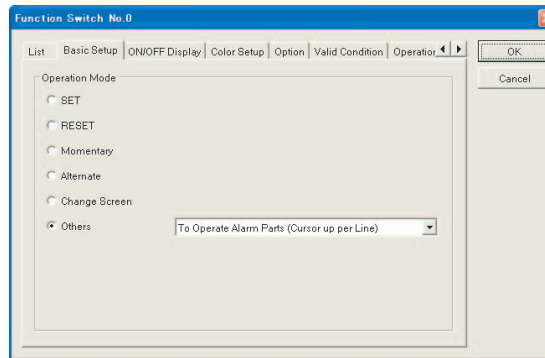 Function Switch No.0
List Basic Setup ON/OFF Display Color Setup Option Valid Condition Operation
OK
Cancel
Operation Mode
SET
RESET
Momentary
Alternate
Change Screen
Others To Operate Alarm Parts (Cursor up per Line)